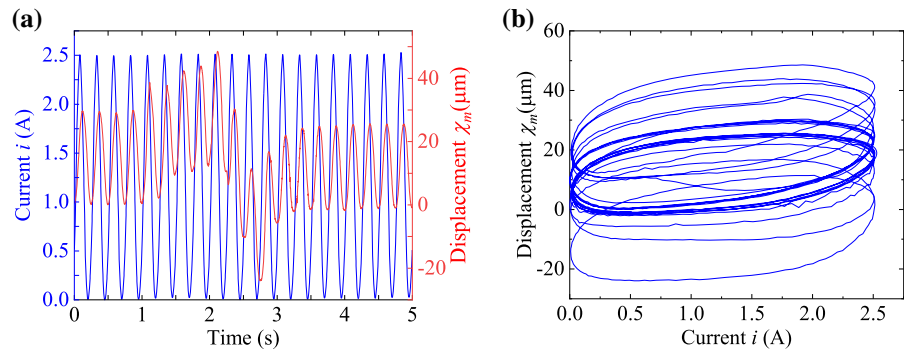 (a)
2.5
2.0
1.5
1.0
0.5
0.0
Current i (A)
0 1 2 3 4 5
Time (s)
40
20
0
-20
Displacement χm(μm)
(b)
60
40
20
0
-20
Displacement χm(μm)
0.0 0.5 1.0 1.5 2.0 2.5
Current i (A)